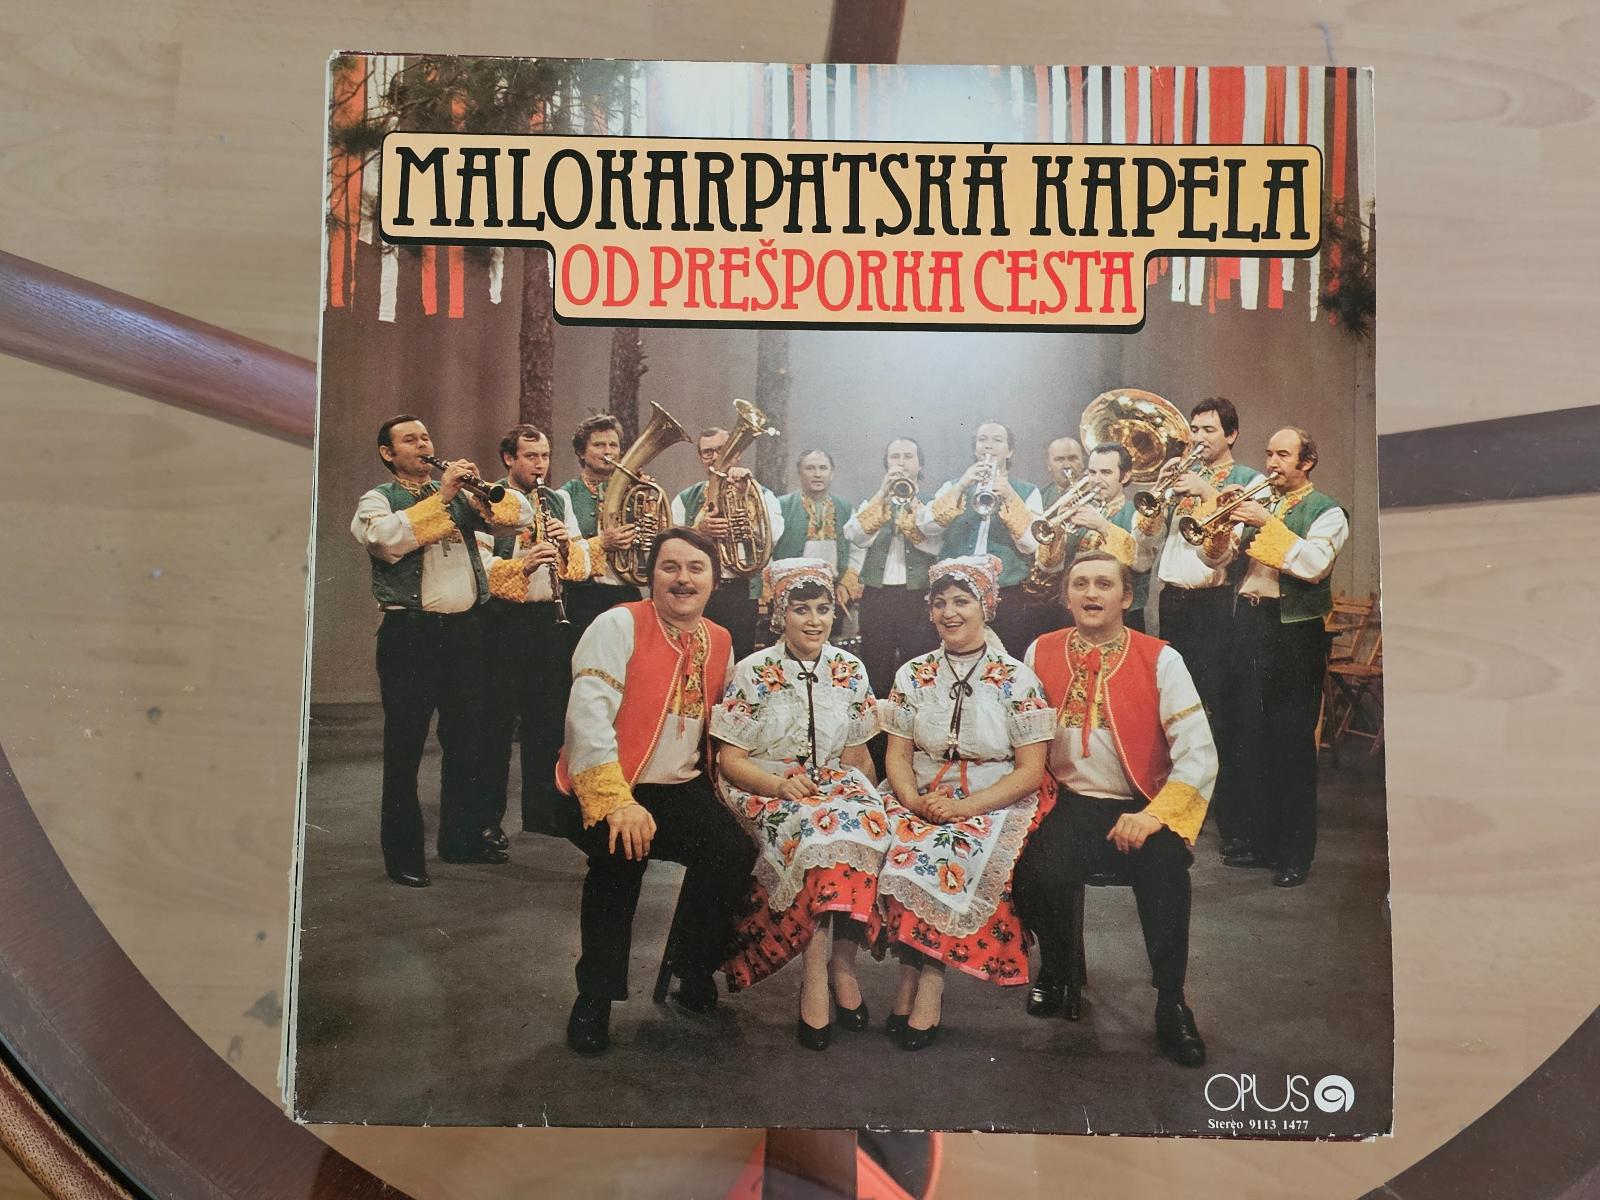 MALOKARPATSKÁ KAPELA
OD PREŠPORKA CESTA
OPUS
Stereo 9113 1477